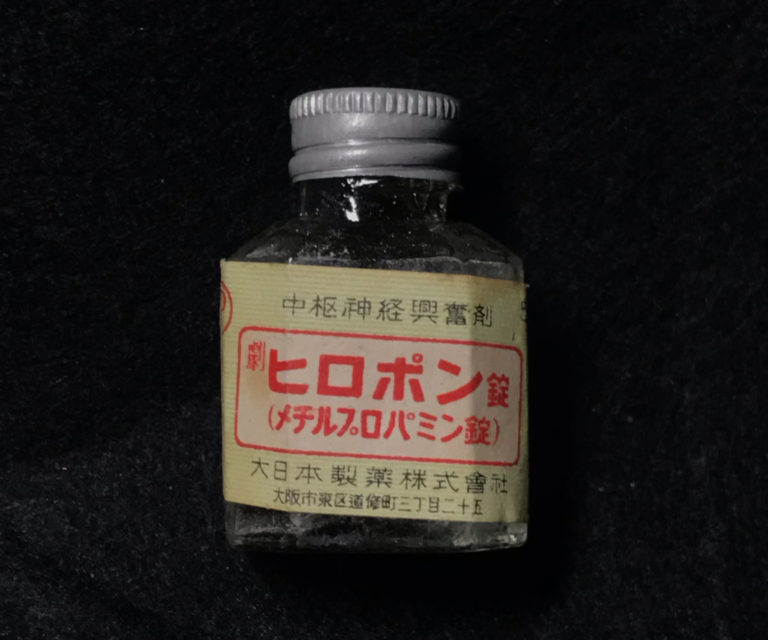 中枢神経興奮剤
劇 ヒロポン錠
(メチルプロパミン錠)
大日本製薬株式會社
大阪市東区道修町三丁目二十五